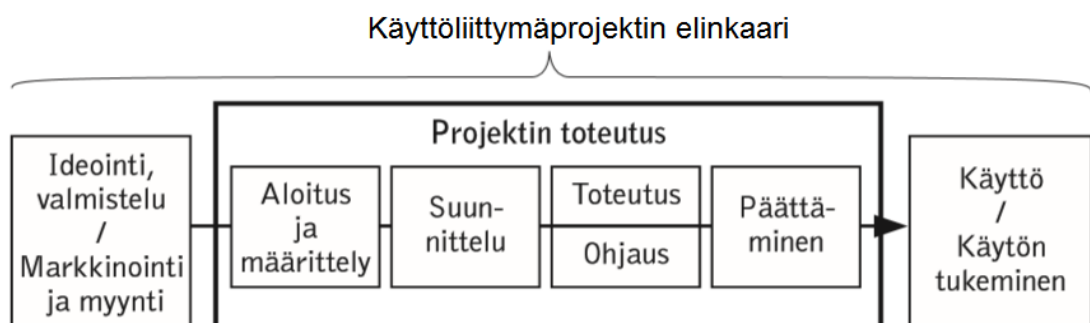 Käyttöliittymäprojektin elinkaari
Projektin toteutus
Ideointi,
valmistelu
/
Markkinointi
ja myynti
Aloitus
ja
määrittely
Suun-
nittelu
Toteutus
Ohjaus
Päättä-
minen
Käyttö
/
Käytön
tukeminen